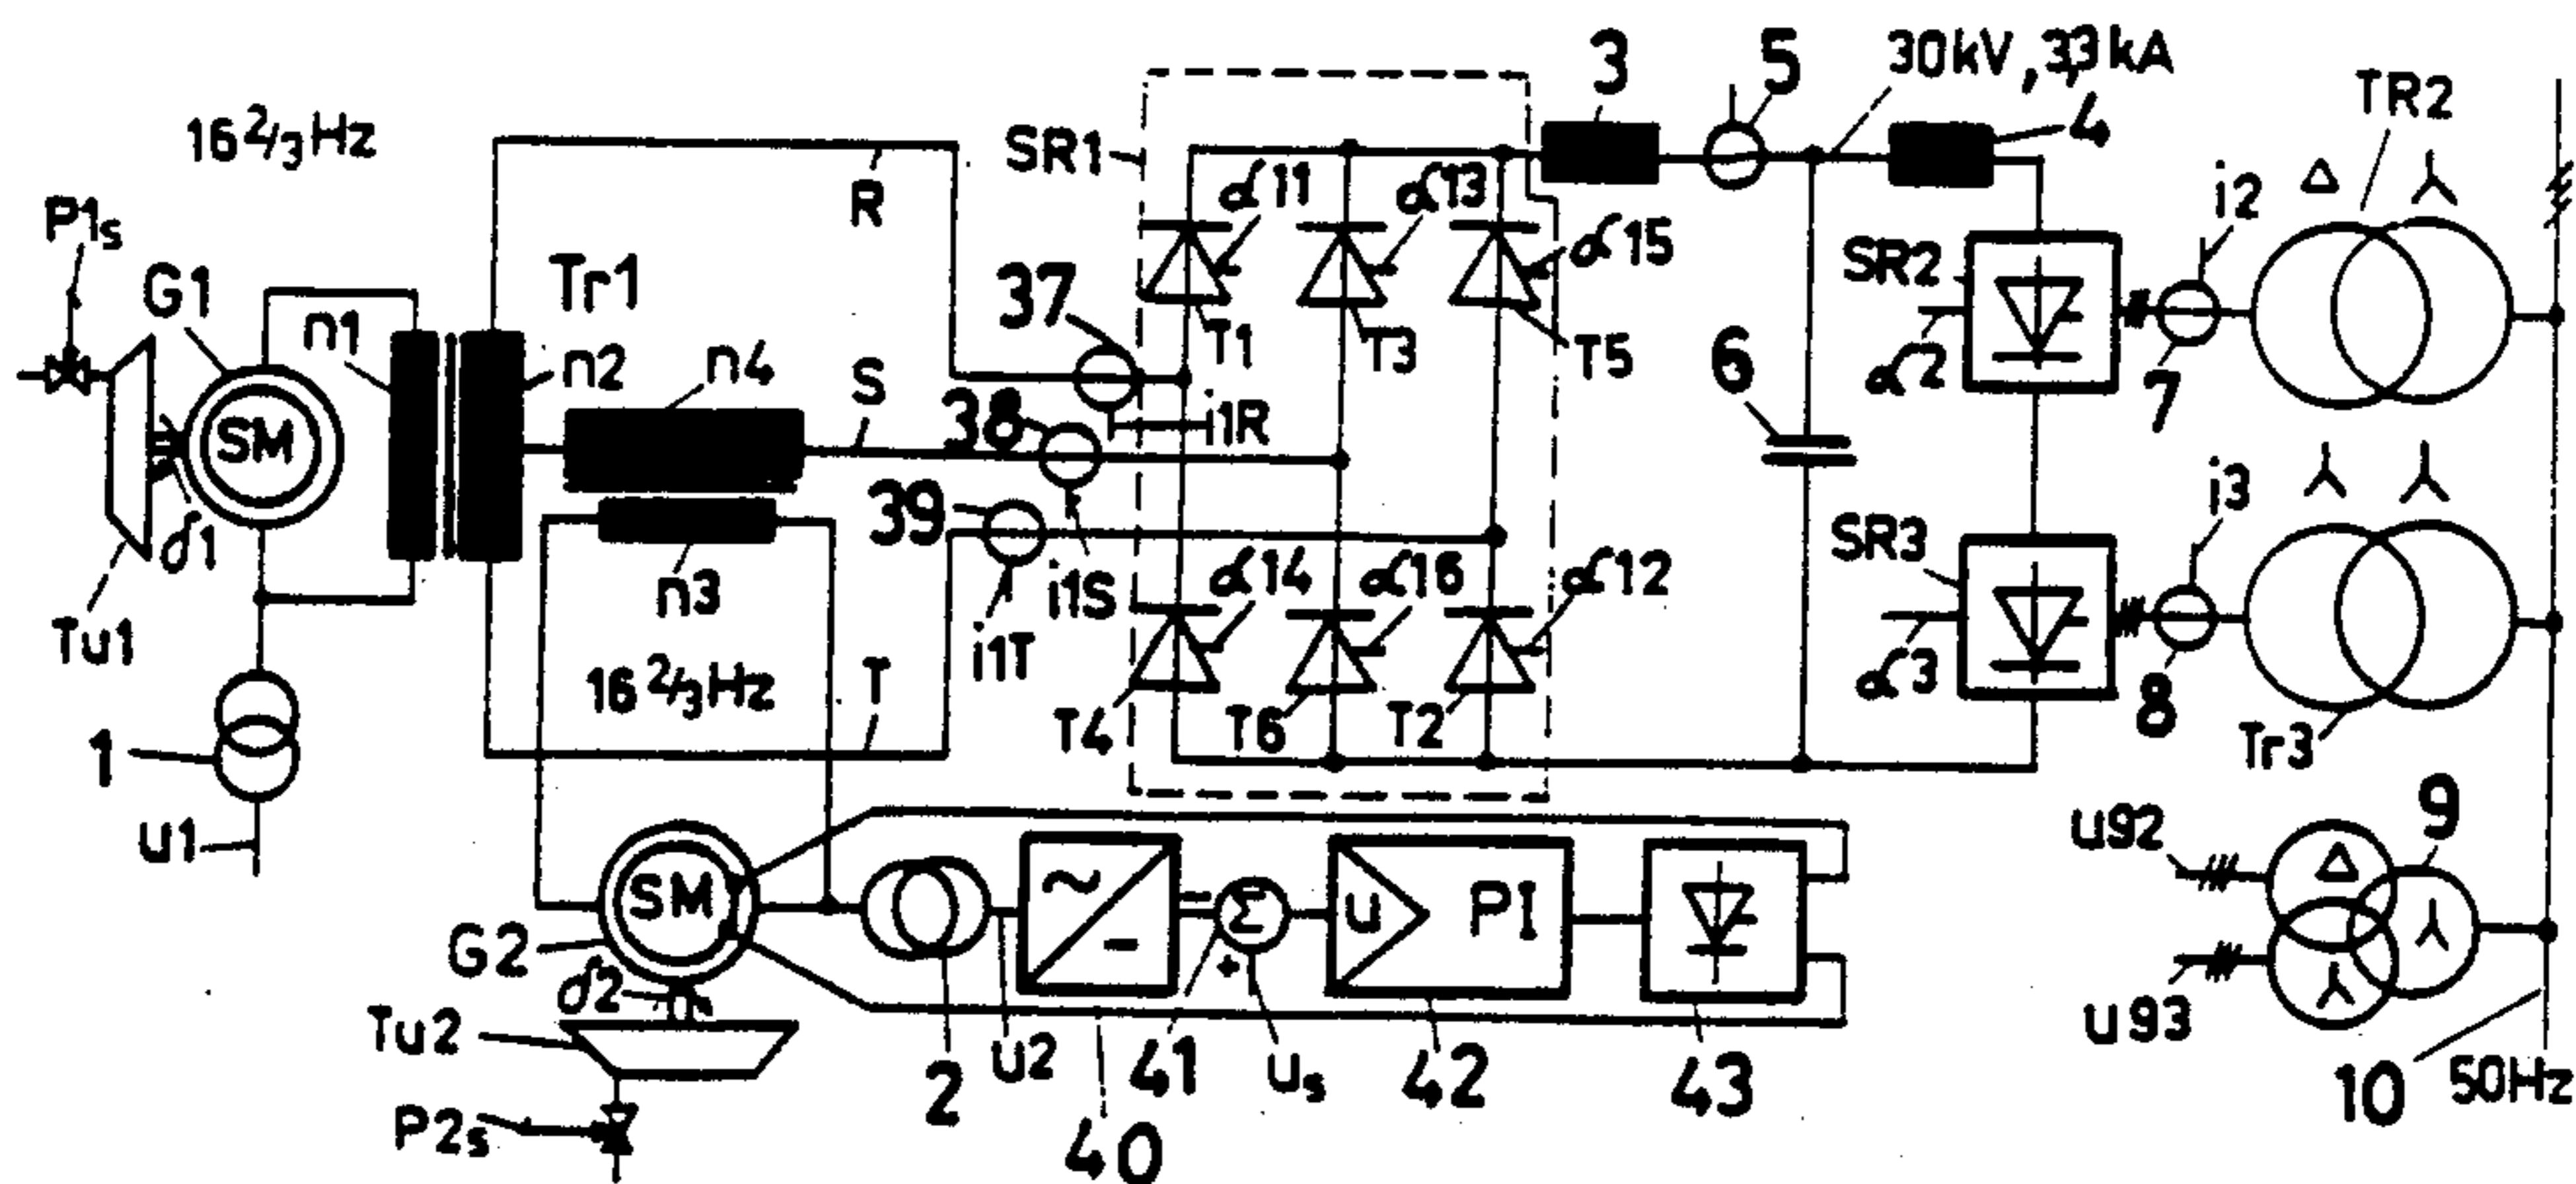 16 2/3 Hz
P1s
G1
n1
Tr1
n2
n4
n3
SM
δ1
Tu1
1
u1
R
S
T
16 2/3 Hz
37
38
39
i1R
i1S
i1T
SR1
α11
α13
α15
T1
T3
T5
α14
α16
α12
T4
T6
T2
3
5
30kV, 3,3kA
4
6
SR2
α2
i2
7
TR2
Δ
SR3
α3
i3
8
Tr3
u92
u93
9
Δ
10
50Hz
SM
G2
δ2
Tu2
P2s
2
u2
~
-
40
-
Σ
+
41
us
u
PI
42
43